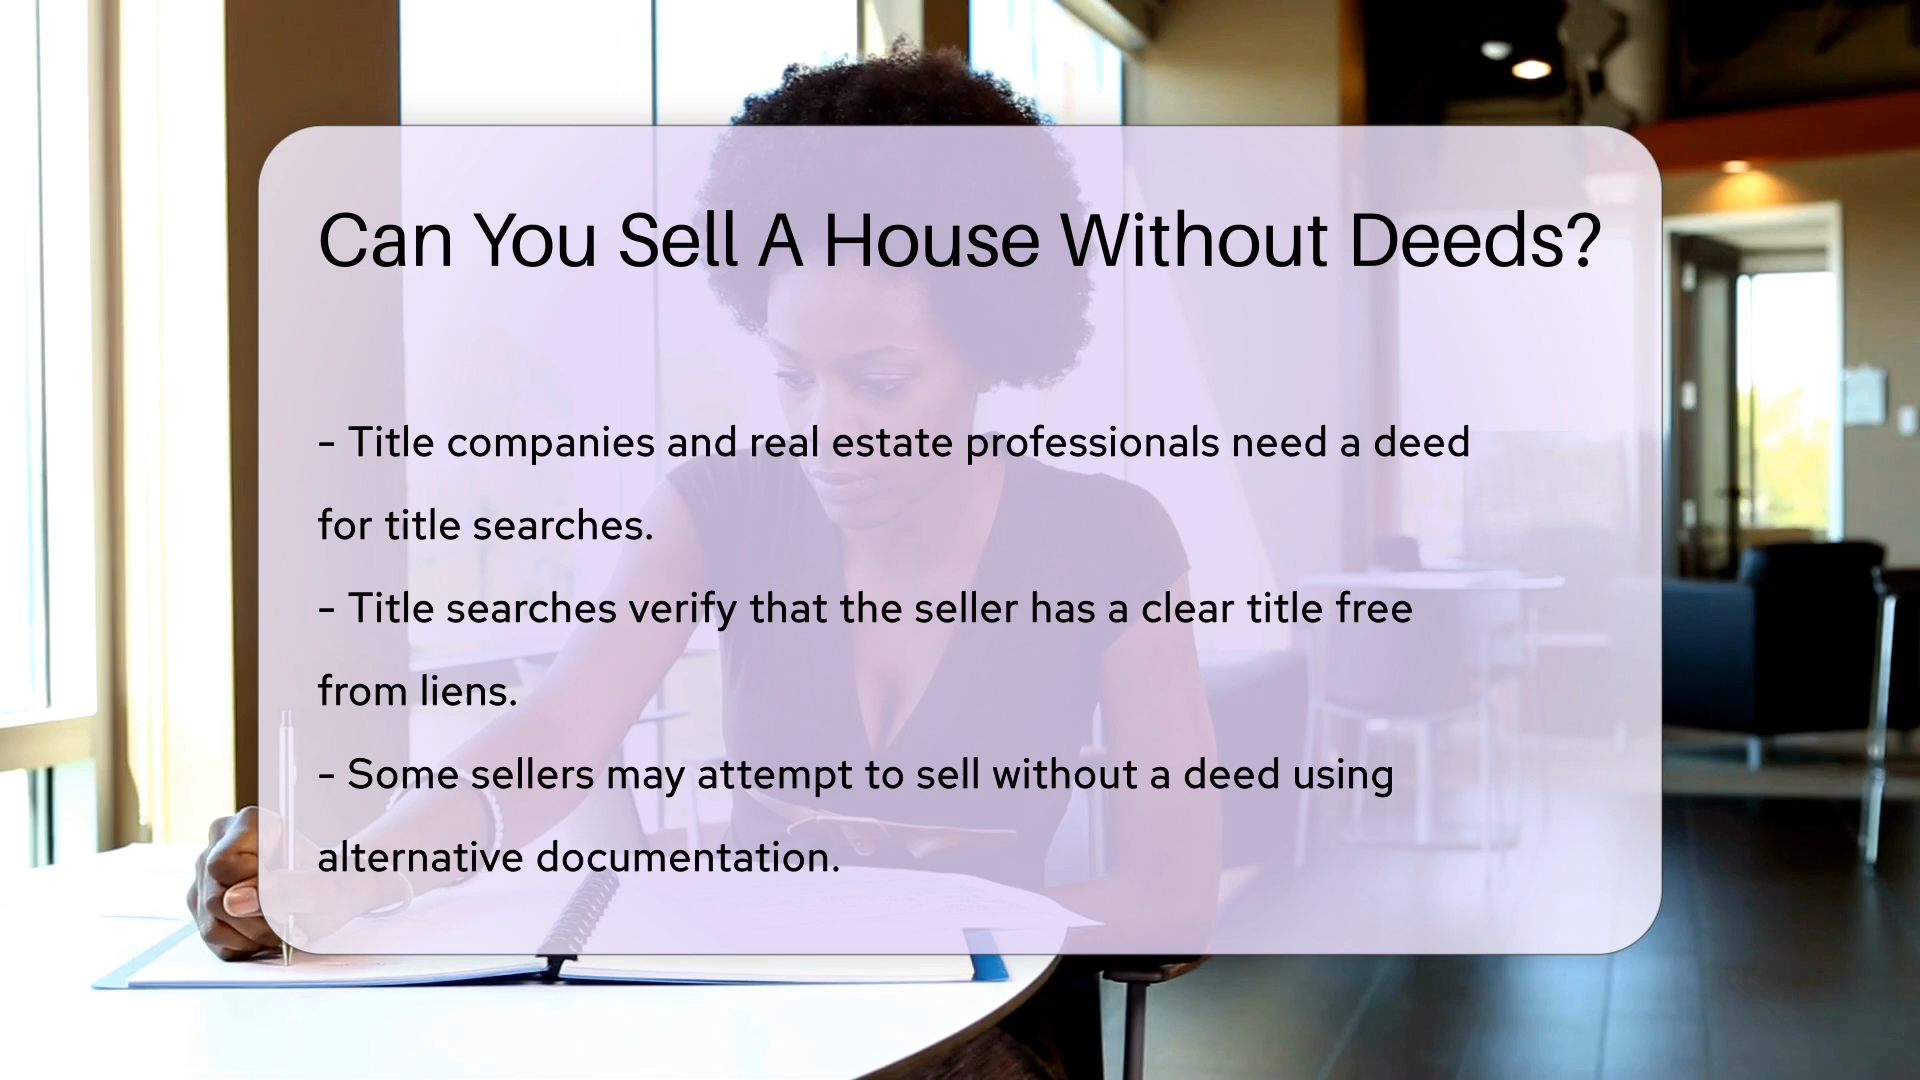 Can You Sell A House Without Deeds?
– Title companies and real estate professionals need a deed
for title searches.
– Title searches verify that the seller has a clear title free
from liens.
– Some sellers may attempt to sell without a deed using
alternative documentation.